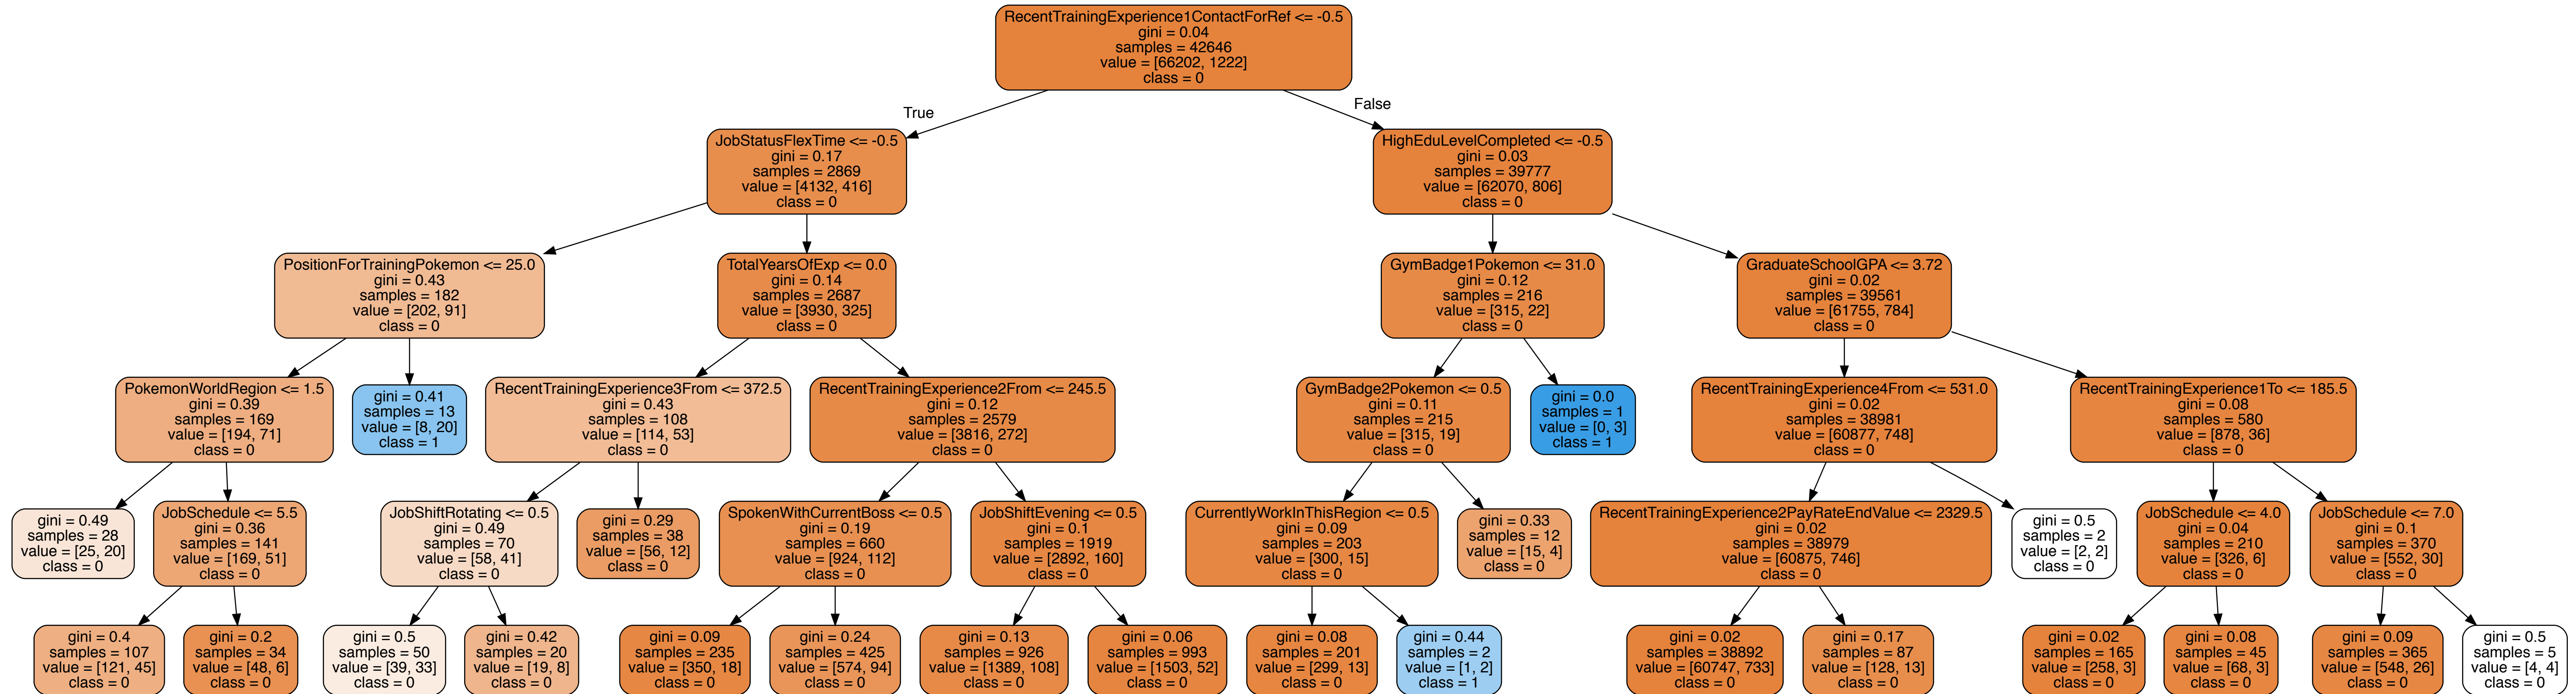 RecentTrainingExperience1ContactForRef <= -0.5
gini = 0.04
samples = 42646
value = [66202, 1222]
class = 0
True
False
JobStatusFlexTime <= -0.5
gini = 0.17
samples = 2869
value = [4132, 416]
class = 0
HighEduLevelCompleted <= -0.5
gini = 0.03
samples = 39777
value = [62070, 806]
class = 0
PositionForTrainingPokemon <= 25.0
gini = 0.43
samples = 182
value = [202, 91]
class = 0
TotalYearsOfExp <= 0.0
gini = 0.14
samples = 2687
value = [3930, 325]
class = 0
GymBadge1Pokemon <= 31.0
gini = 0.12
samples = 216
value = [315, 22]
class = 0
GraduateSchoolGPA <= 3.72
gini = 0.02
samples = 39561
value = [61755, 784]
class = 0
PokemonWorldRegion <= 1.5
gini = 0.39
samples = 169
value = [194, 71]
class = 0
gini = 0.41
samples = 13
value = [8, 20]
class = 1
RecentTrainingExperience3From <= 372.5
gini = 0.43
samples = 108
value = [114, 53]
class = 0
RecentTrainingExperience2From <= 245.5
gini = 0.12
samples = 2579
value = [3816, 272]
class = 0
GymBadge2Pokemon <= 0.5
gini = 0.11
samples = 215
value = [315, 19]
class = 0
gini = 0.0
samples = 1
value = [0, 3]
class = 1
RecentTrainingExperience4From <= 531.0
gini = 0.02
samples = 38981
value = [60877, 748]
class = 0
RecentTrainingExperience1To <= 185.5
gini = 0.08
samples = 580
value = [878, 36]
class = 0
gini = 0.49
samples = 28
value = [25, 20]
class = 0
JobSchedule <= 5.5
gini = 0.36
samples = 141
value = [169, 51]
class = 0
JobShiftRotating <= 0.5
gini = 0.49
samples = 70
value = [58, 41]
class = 0
gini = 0.29
samples = 38
value = [56, 12]
class = 0
SpokenWithCurrentBoss <= 0.5
gini = 0.19
samples = 660
value = [924, 112]
class = 0
JobShiftEvening <= 0.5
gini = 0.1
samples = 1919
value = [2892, 160]
class = 0
CurrentlyWorkInThisRegion <= 0.5
gini = 0.09
samples = 203
value = [300, 15]
class = 0
gini = 0.33
samples = 12
value = [15, 4]
class = 0
RecentTrainingExperience2PayRateEndValue <= 2329.5
gini = 0.02
samples = 38979
value = [60875, 746]
class = 0
gini = 0.5
samples = 2
value = [2, 2]
class = 0
JobSchedule <= 4.0
gini = 0.04
samples = 210
value = [326, 6]
class = 0
JobSchedule <= 7.0
gini = 0.1
samples = 370
value = [552, 30]
class = 0
gini = 0.4
samples = 107
value = [121, 45]
class = 0
gini = 0.2
samples = 34
value = [48, 6]
class = 0
gini = 0.5
samples = 50
value = [39, 33]
class = 0
gini = 0.42
samples = 20
value = [19, 8]
class = 0
gini = 0.09
samples = 235
value = [350, 18]
class = 0
gini = 0.24
samples = 425
value = [574, 94]
class = 0
gini = 0.13
samples = 926
value = [1389, 108]
class = 0
gini = 0.06
samples = 993
value = [1503, 52]
class = 0
gini = 0.08
samples = 201
value = [299, 13]
class = 0
gini = 0.44
samples = 2
value = [1, 2]
class = 1
gini = 0.02
samples = 38892
value = [60747, 733]
class = 0
gini = 0.17
samples = 87
value = [128, 13]
class = 0
gini = 0.02
samples = 165
value = [258, 3]
class = 0
gini = 0.08
samples = 45
value = [68, 3]
class = 0
gini = 0.09
samples = 365
value = [548, 26]
class = 0
gini = 0.5
samples = 5
value = [4, 4]
class = 0